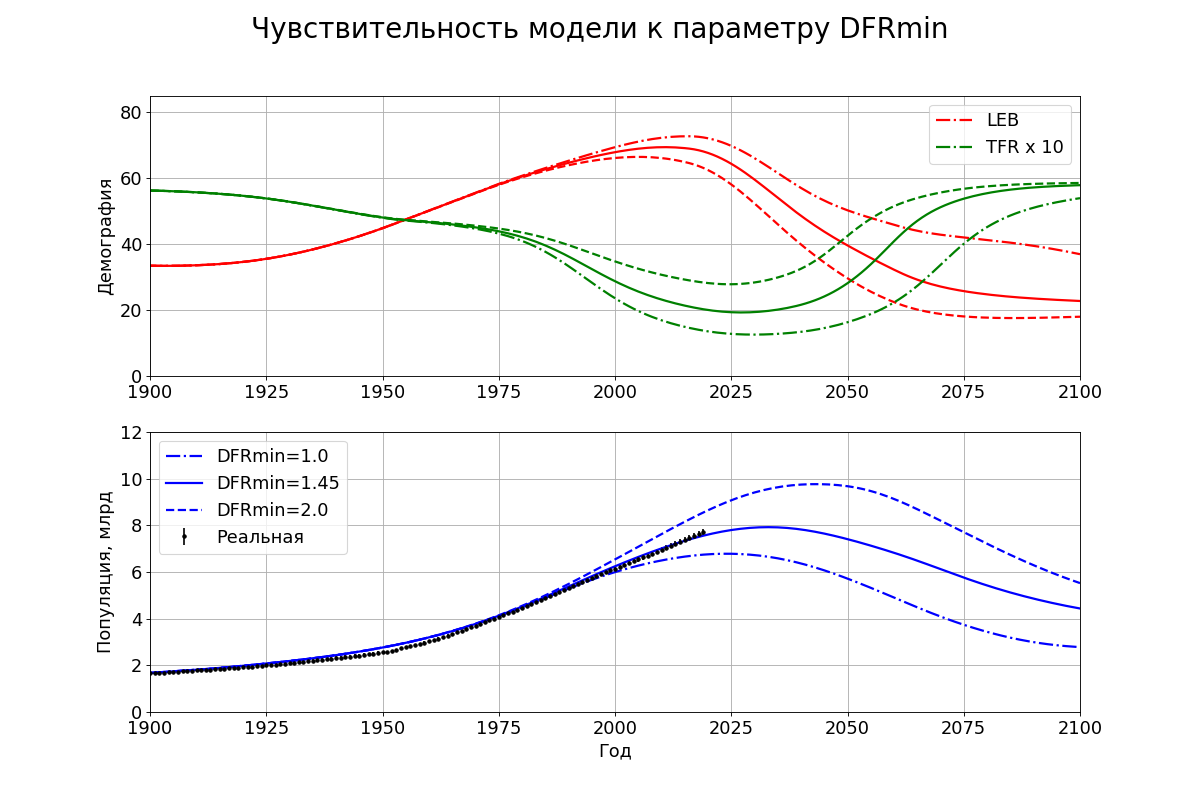 Чувствительность модели к параметру DFRmin
Демография
80
60
40
20
0
1900 1925 1950 1975 2000 2025 2050 2075 2100
LEB
TFR x 10
Популяция, млрд
12
10
8
6
4
2
0
DFRmin=1.0
DFRmin=1.45
DFRmin=2.0
Реальная
1900 1925 1950 1975 2000 2025 2050 2075 2100
Год